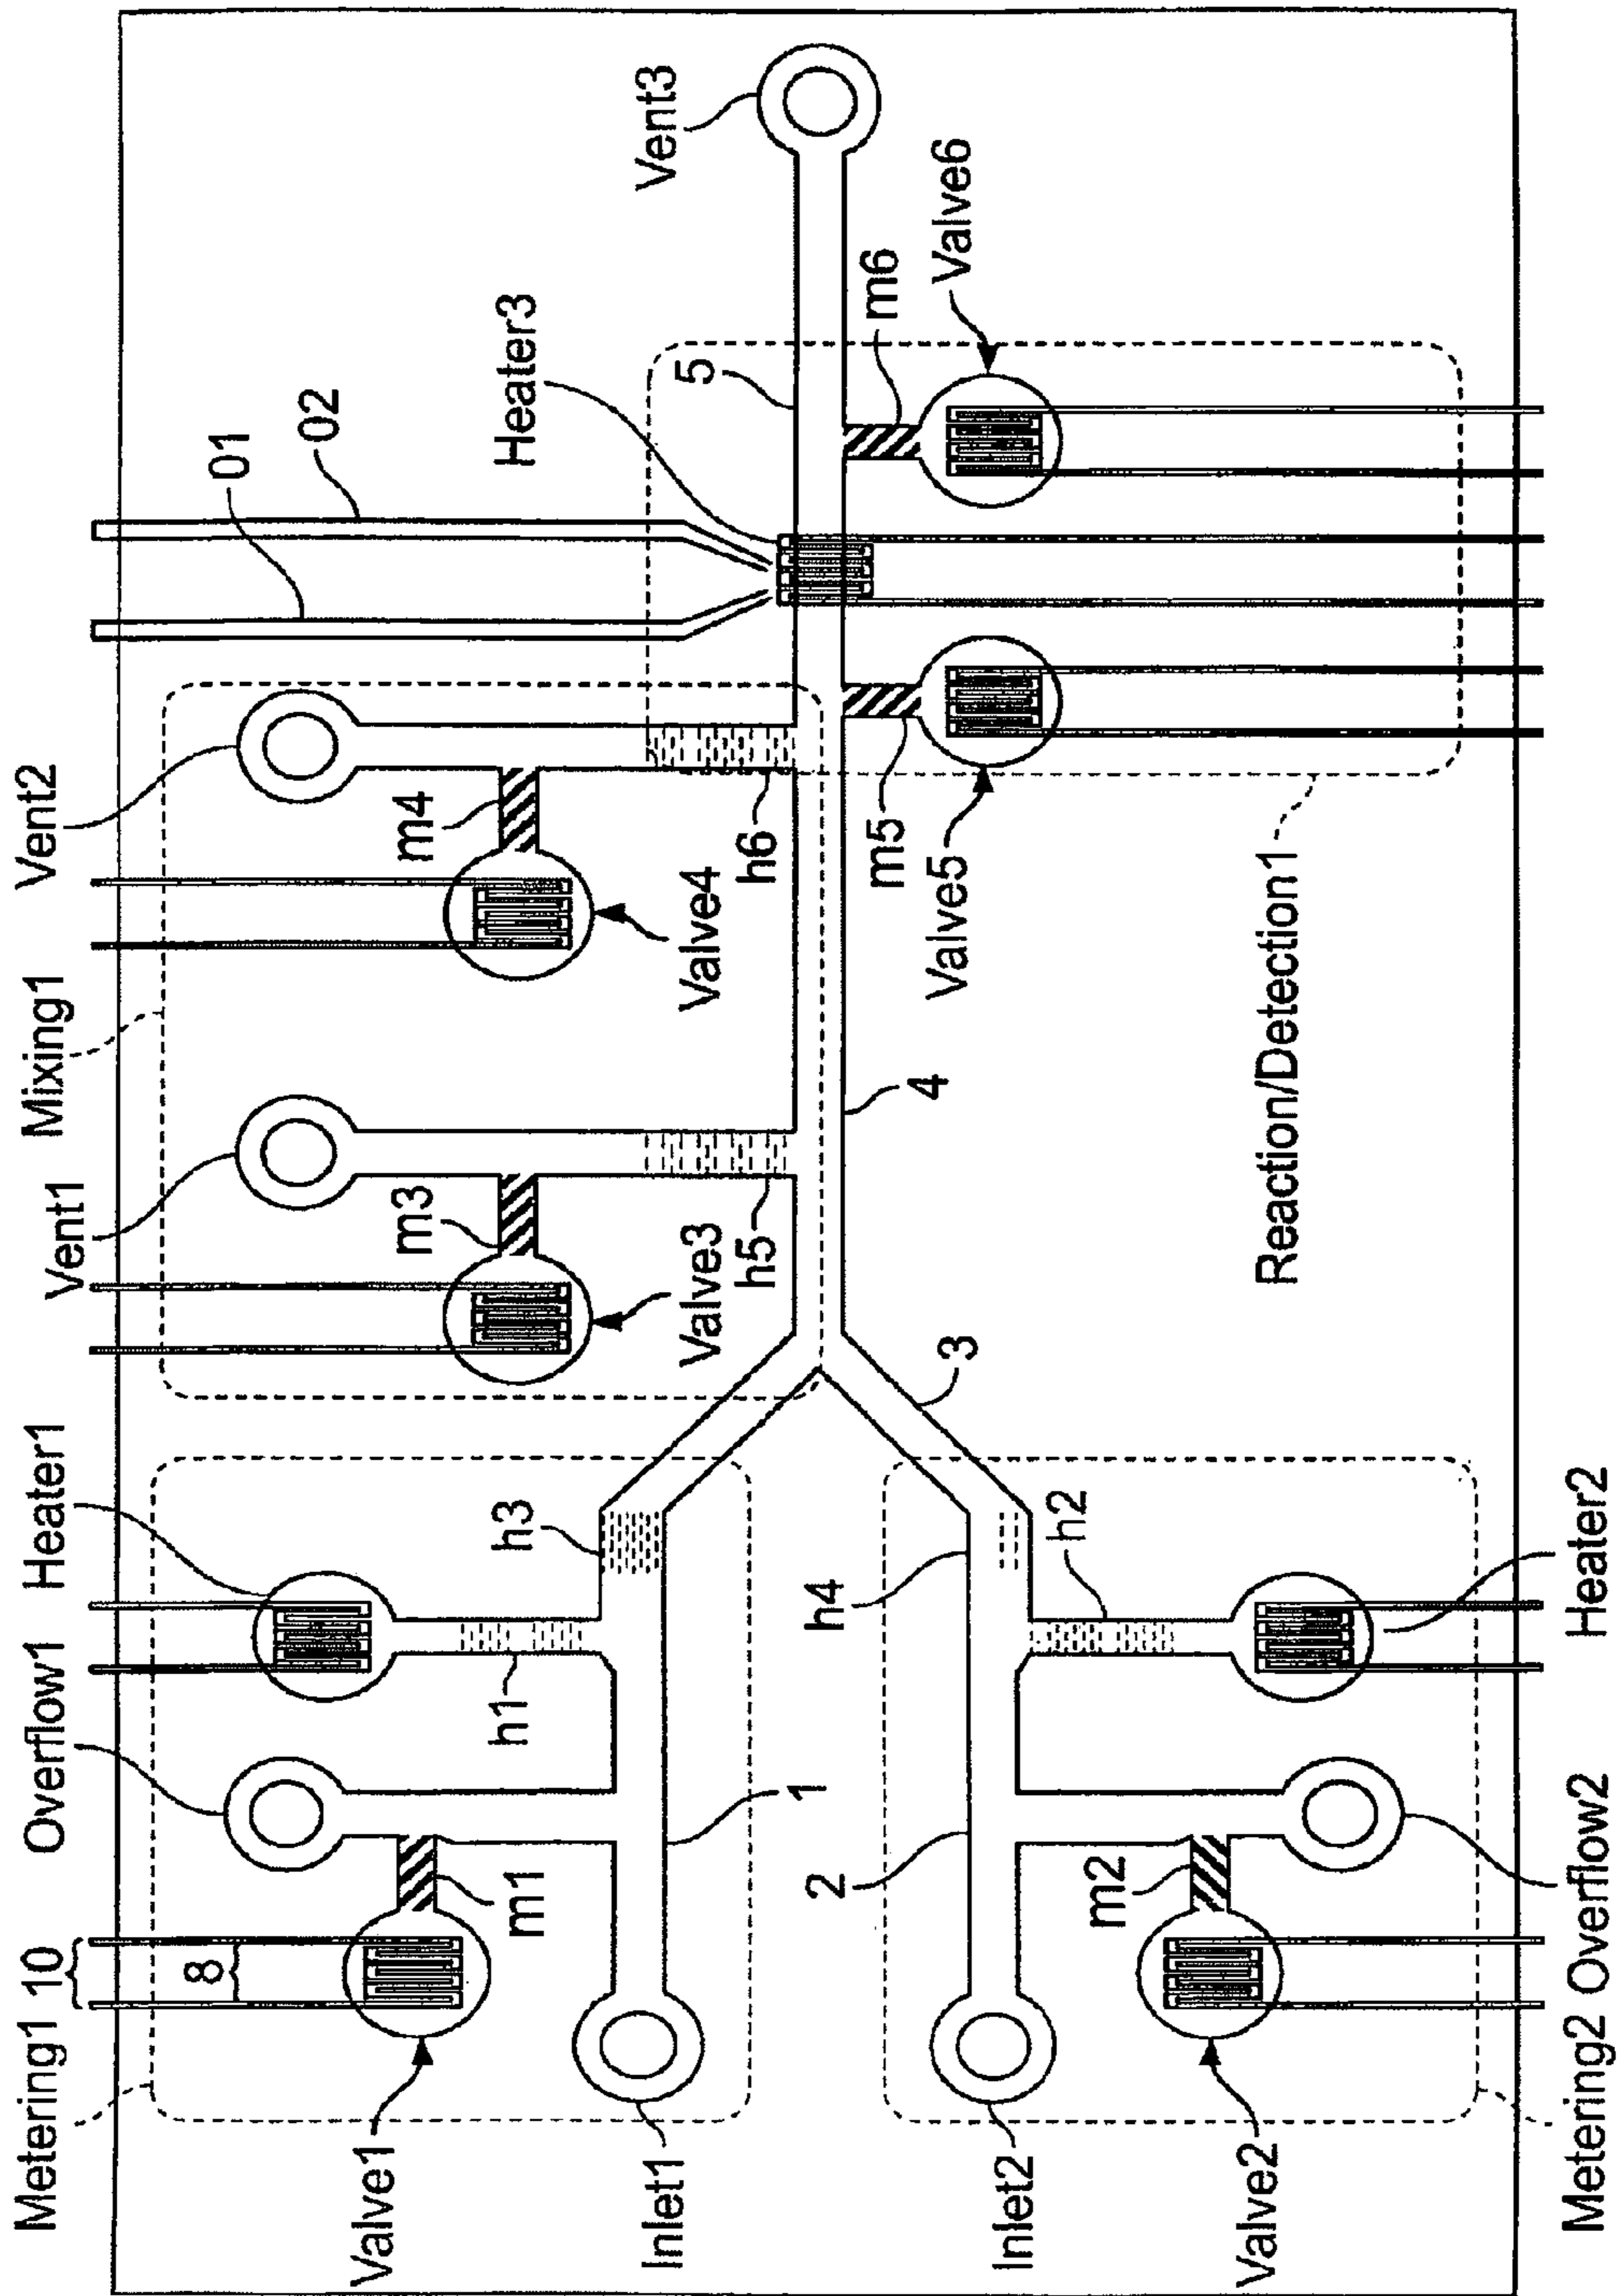 Metering1
10
Overflow1
Heater1
Vent1
Mixing1
Vent2
01
02
Heater3
Vent3
8
Valve1
m1
h1
h3
m3
Valve3
h5
m4
Valve4
h6
5
m6
Valve6
Inlet1
1
3
4
m5
Valve5
Inlet2
2
h4
h2
Reaction/Detection1
Valve2
m2
Metering2
Overflow2
Heater2